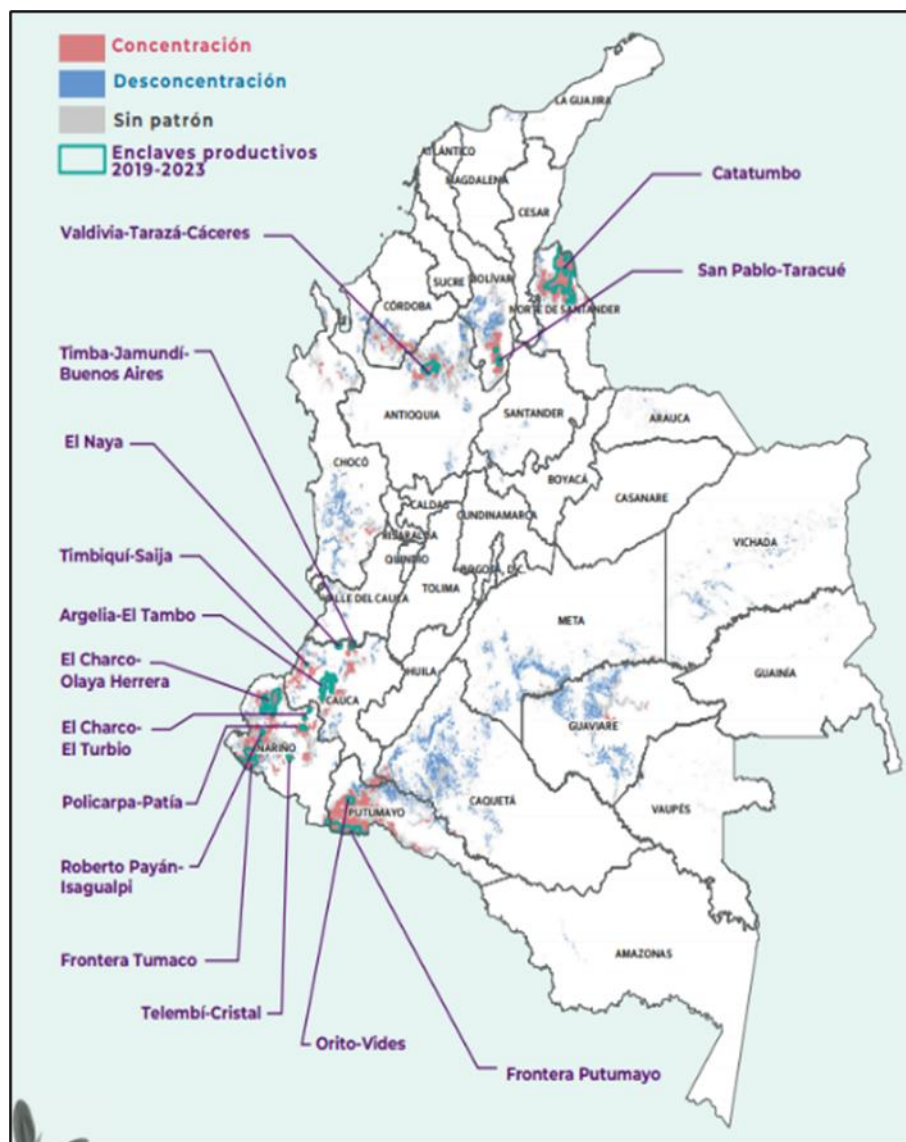 Concentración
Desconcentración
Sin patrón
Enclaves productivos
2019-2023
LA GUAJIRA
ATLÁNTICO
MAGDALENA
Catatumbo
CESAR
Valdivia-Tarazá-Cáceres
San Pablo-Taracué
SUCRE
BOLÍVAR
CÓRDOBA
NORTE DE SANTANDER
Timba-Jamundí-
Buenos Aires
ANTIOQUIA
SANTANDER
ARAUCA
El Naya
CHOCÓ
BOYACÁ
CASANARE
CALDAS
CUNDINAMARCA
RISARALDA
VICHADA
Timbiquí-Saija
QUINDÍO
BOGOTÁ, D.C.
TOLIMA
VALLE DEL CAUCA
Argelia-El Tambo
META
El Charco-
Olaya Herrera
HUILA
GUAINÍA
CAUCA
GUAVIARE
El Charco-
El Turbio
NARIÑO
Policarpa-Patía
CAQUETÁ
VAUPÉS
PUTUMAYO
Roberto Payán-
Isagualpi
Frontera Tumaco
AMAZONAS
Telembí-Cristal
Orito-Vides
Frontera Putumayo